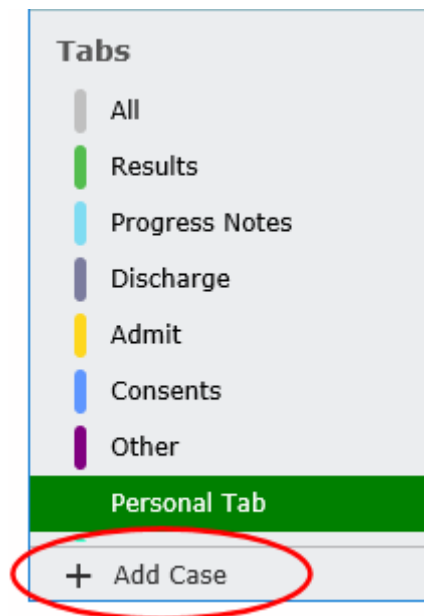 Tabs
All
Results
Progress Notes
Discharge
Admit
Consents
Other
Personal Tab
+ Add Case